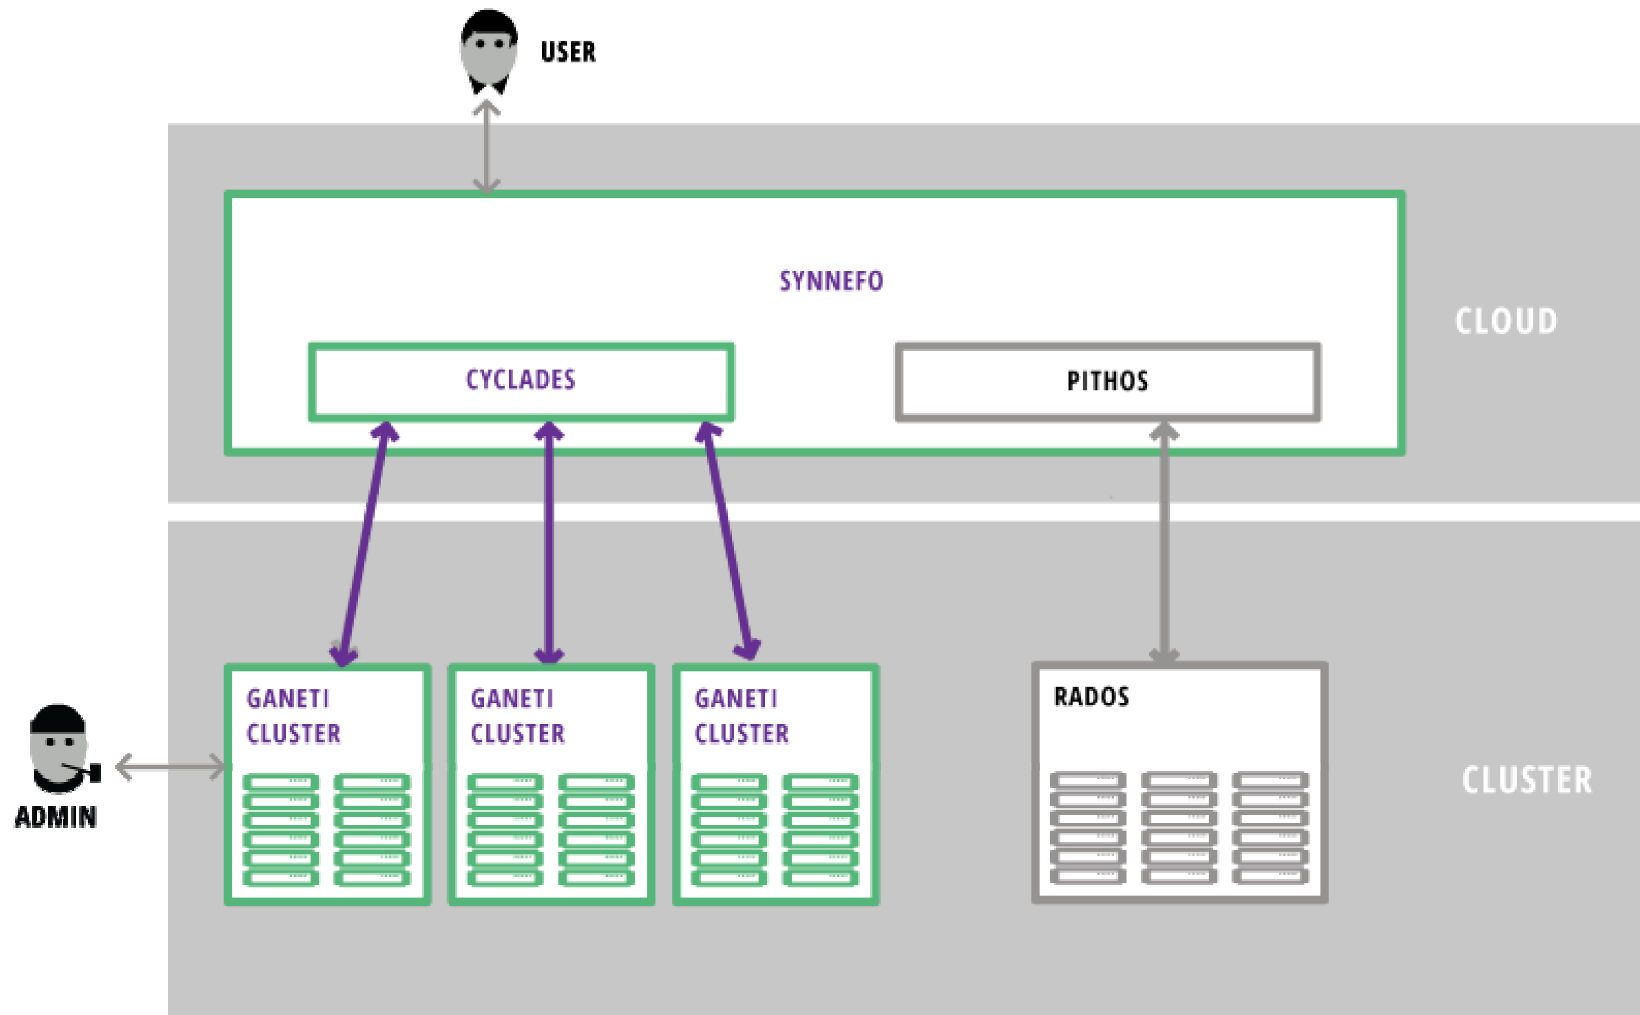 USER
SYNNEFO
CLOUD
CYCLADES
PITHOS
GANETI
CLUSTER
GANETI
CLUSTER
GANETI
CLUSTER
RADOS
CLUSTER
ADMIN